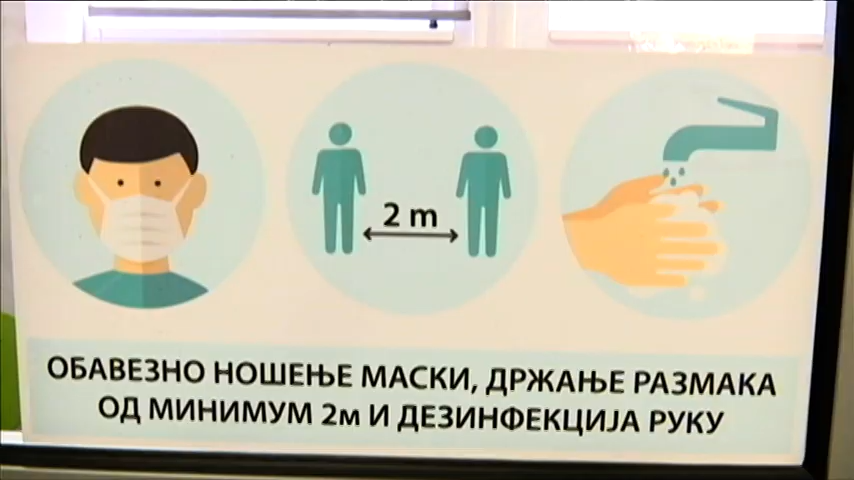 2 m
ОБАВЕЗНО НОШЕЊЕ МАСКИ, ДРЖАЊЕ РАЗМАКА
ОД МИНИМУМ 2м И ДЕЗИНФЕКЦИЈА РУКУ